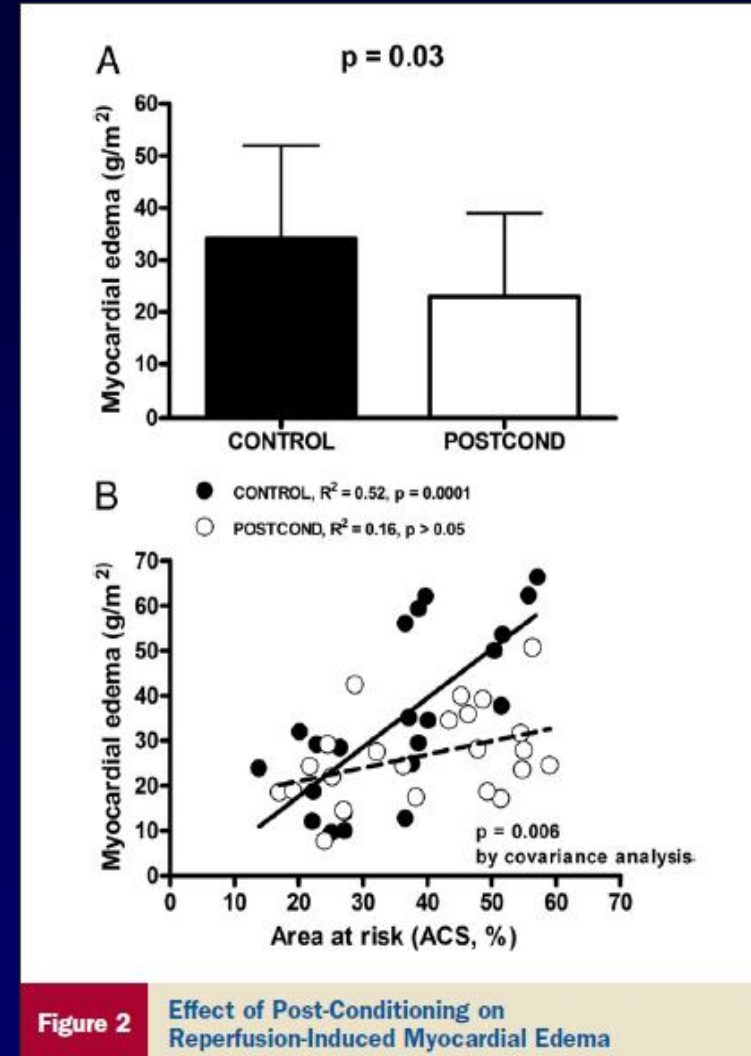 A
p = 0.03
Myocardial edema (g/m²)
60
50
40
30
20
10
0
CONTROL
POSTCOND
B
CONTROL, R² = 0.52, p = 0.0001
POSTCOND, R² = 0.16, p > 0.05
Myocardial edema (g/m²)
70
60
50
40
30
20
10
0
p = 0.006
by covariance analysis
0 10 20 30 40 50 60 70
Area at risk (ACS, %)
Figure 2
Effect of Post-Conditioning on
Reperfusion-Induced Myocardial Edema